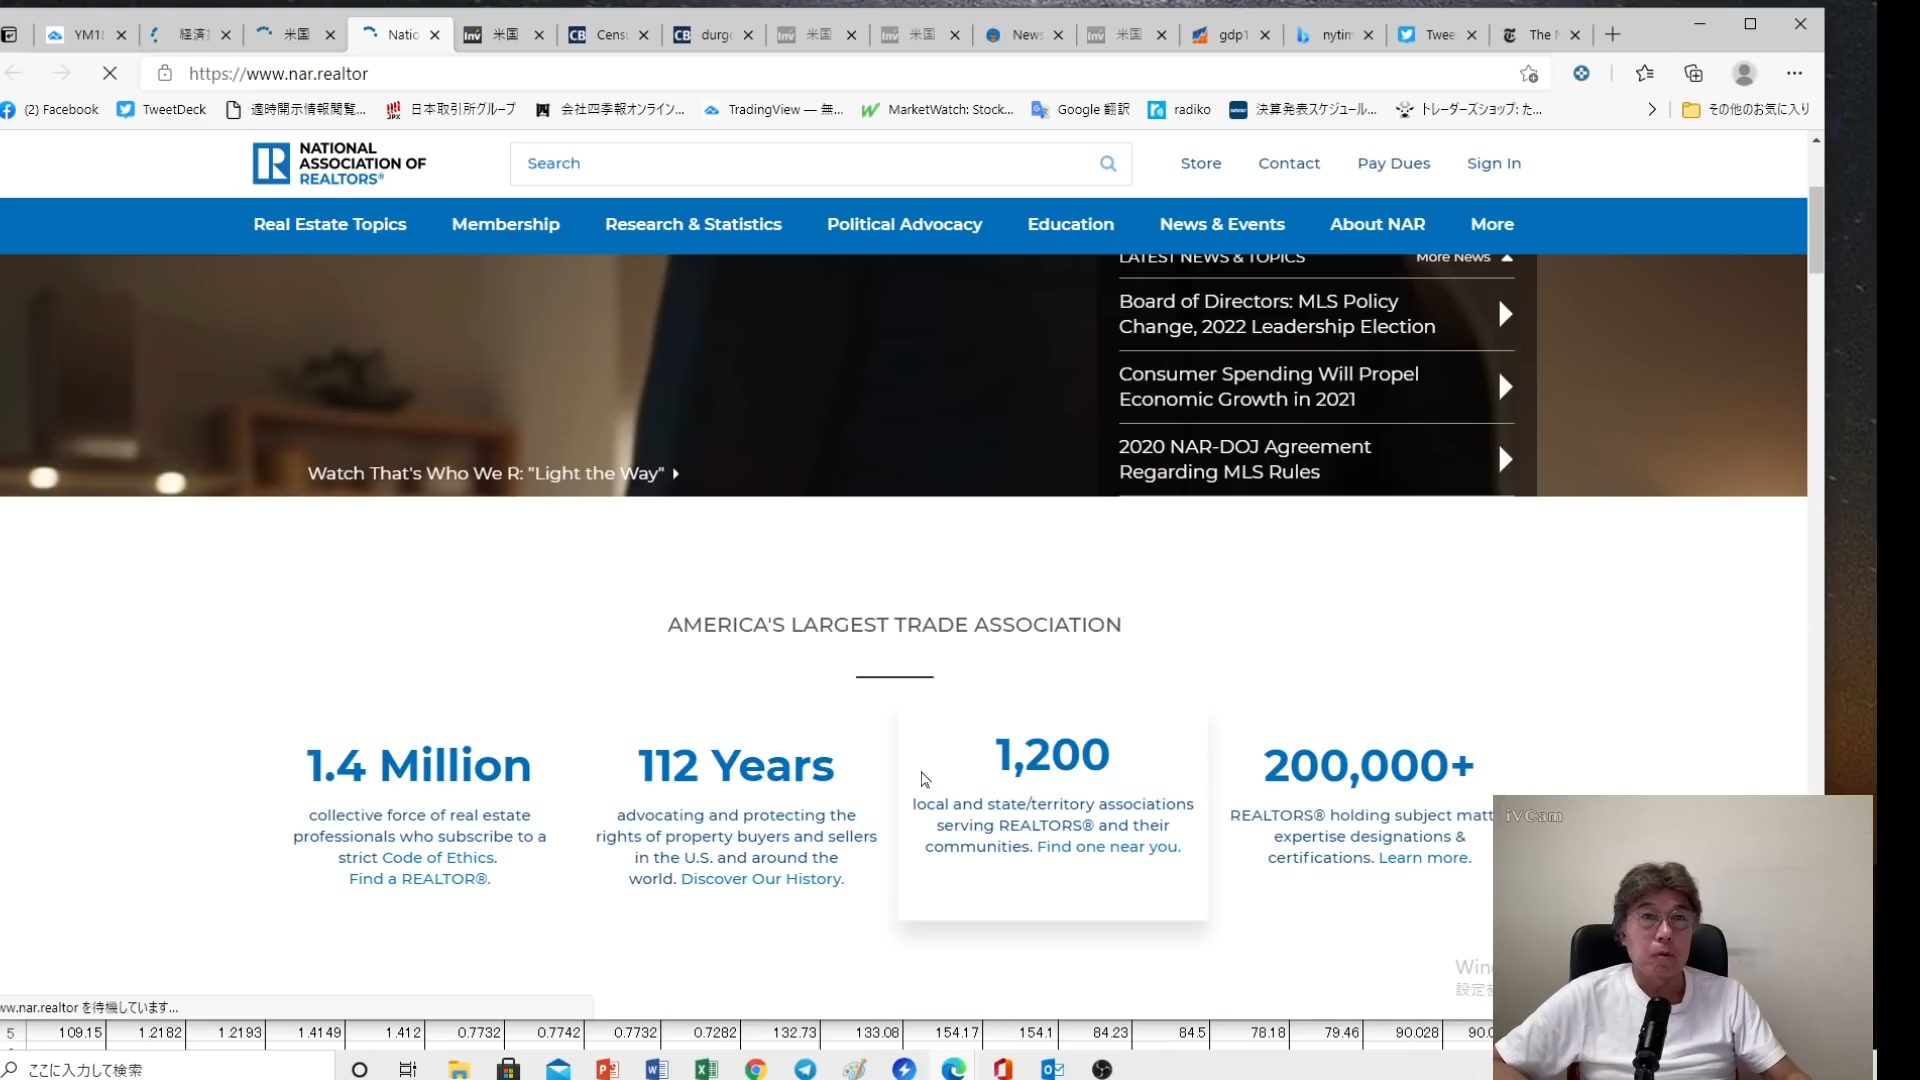 YM1! 経済 米国 Natio 米国 Censu durgo 米国 米国 News 米国 gdp1 nytim Twee The N
https://www.nar.realtor
(2) Facebook TweetDeck 適時開示情報閲覧... 日本取引所グループ 会社四季報オンライン... TradingView — 無... MarketWatch: Stock... Google 翻訳 radiko 決算発表スケジュール... トレーダーズショップ: た... その他のお気に入り
NATIONAL
ASSOCIATION OF
REALTORS®
Search
Store Contact Pay Dues Sign In
Real Estate Topics Membership Research & Statistics Political Advocacy Education News & Events About NAR More
LATEST NEWS & TOPICS More News
Board of Directors: MLS Policy
Change, 2022 Leadership Election
Consumer Spending Will Propel
Economic Growth in 2021
2020 NAR-DOJ Agreement
Regarding MLS Rules
Watch That's Who We R: "Light the Way"
AMERICA'S LARGEST TRADE ASSOCIATION
1.4 Million
collective force of real estate
professionals who subscribe to a
strict Code of Ethics.
Find a REALTOR®.
112 Years
advocating and protecting the
rights of property buyers and sellers
in the U.S. and around the
world. Discover Our History.
1,200
local and state/territory associations
serving REALTORS® and their
communities. Find one near you.
200,000+
REALTORS® holding subject matt
expertise designations &
certifications. Learn more.
iVCam
Win
設定を
ww.nar.realtor を待機しています...
5 109.15 1.2182 1.2193 1.4149 1.412 0.7732 0.7742 0.7732 0.7282 132.73 133.08 154.17 154.1 84.23 84.5 78.18 79.46 90.028 90.0
ここに入力して検索